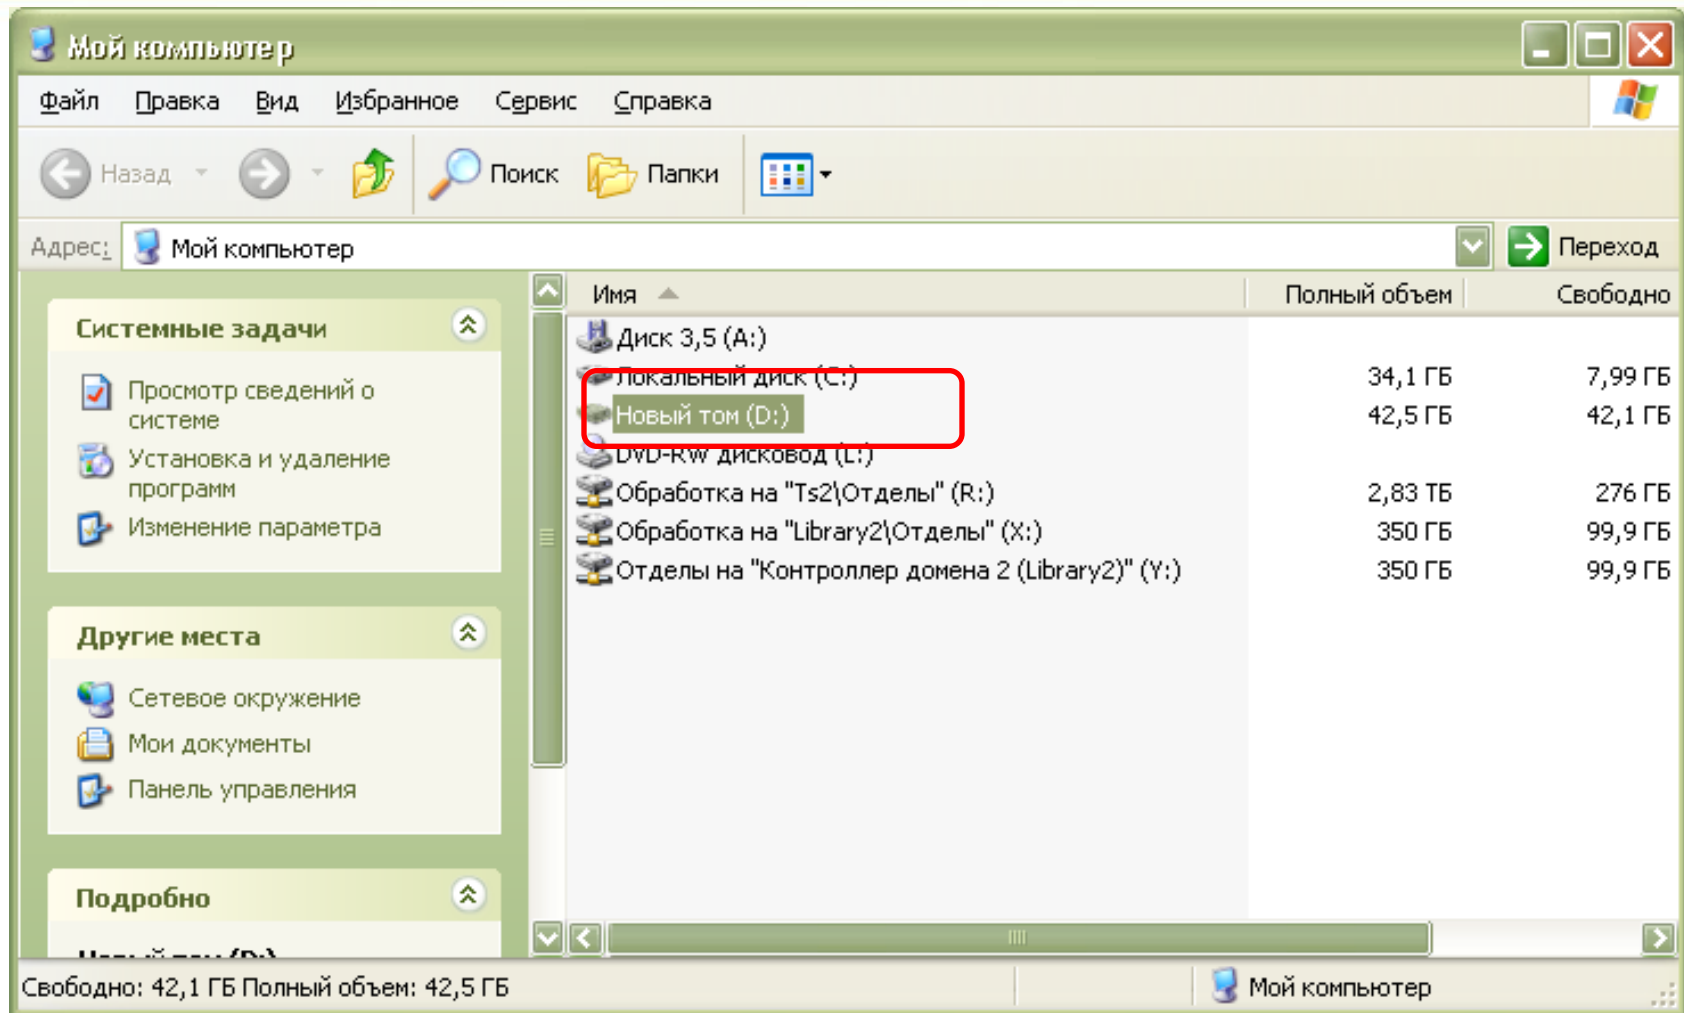 Мой компьютер
Файл Правка Вид Избранное Сервис Справка
Назад Поиск Папки
Адрес: Мой компьютер Переход
Системные задачи
Просмотр сведений о
системе
Установка и удаление
программ
Изменение параметра
Другие места
Сетевое окружение
Мои документы
Панель управления
Подробно
Новый том (D:)
Имя Полный объем Свободно
Диск 3,5 (A:)
Локальный диск (C:) 34,1 ГБ 7,99 ГБ
Новый том (D:) 42,5 ГБ 42,1 ГБ
DVD-RW дисковод (E:)
Обработка на "Ts2\Отделы" (R:) 2,83 ТБ 276 ГБ
Обработка на "Library2\Отделы" (X:) 350 ГБ 99,9 ГБ
Отделы на "Контроллер домена 2 (Library2)" (Y:) 350 ГБ 99,9 ГБ
Свободно: 42,1 ГБ Полный объем: 42,5 ГБ Мой компьютер